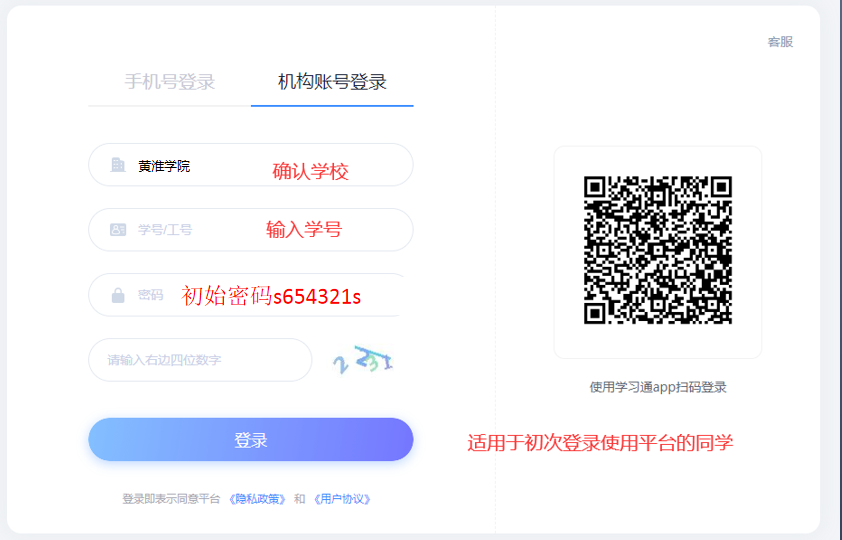 客服
手机号登录 机构账号登录
黄淮学院 确认学校
学号/工号 输入学号
密码 初始密码s654321s
请输入右边四位数字 2231
登录
使用学习通app扫码登录
适用于初次登录使用平台的同学
登录即表示同意平台 《隐私政策》 和 《用户协议》